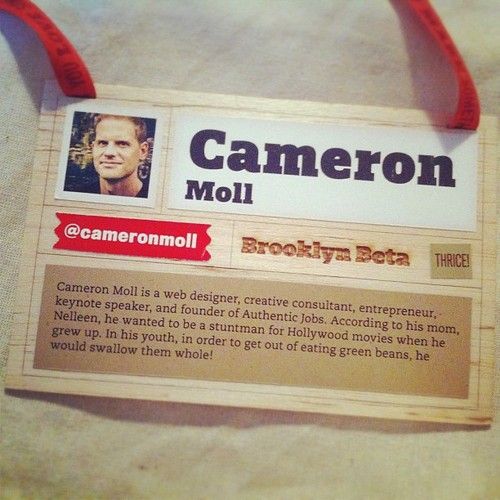 YOU
Cameron
Moll
@cameronmoll
Brooklyn Beta
THRICE!
Cameron Moll is a web designer, creative consultant, entrepreneur,
keynote speaker, and founder of Authentic Jobs. According to his mom,
Nelleen, he wanted to be a stuntman for Hollywood movies when he
grew up. In his youth, in order to get out of eating green beans, he
would swallow them whole!